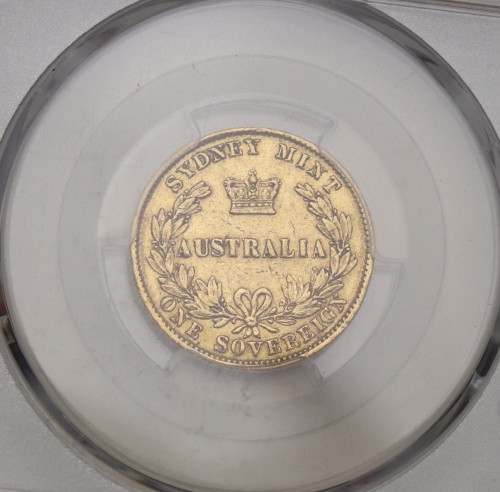 SYDNEY MINT
AUSTRALIA
ONE SOVEREIGN